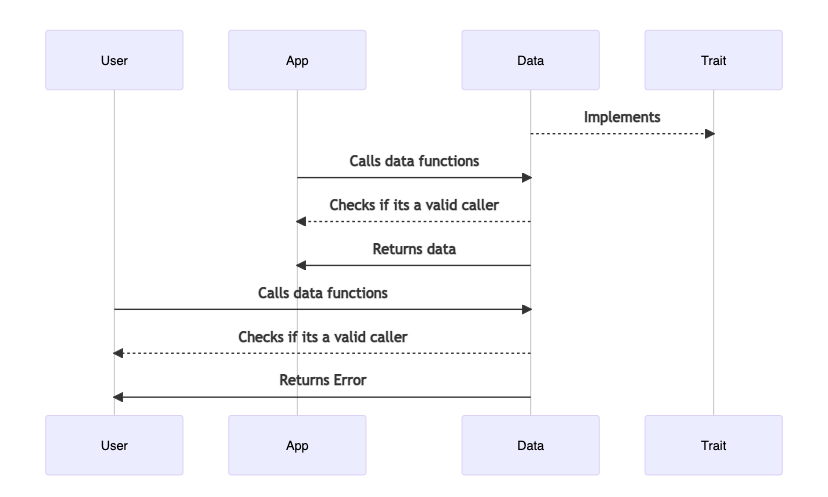 User
App
Data
Trait
Implements
Calls data functions
Checks if its a valid caller
Returns data
Calls data functions
Checks if its a valid caller
Returns Error
User
App
Data
Trait